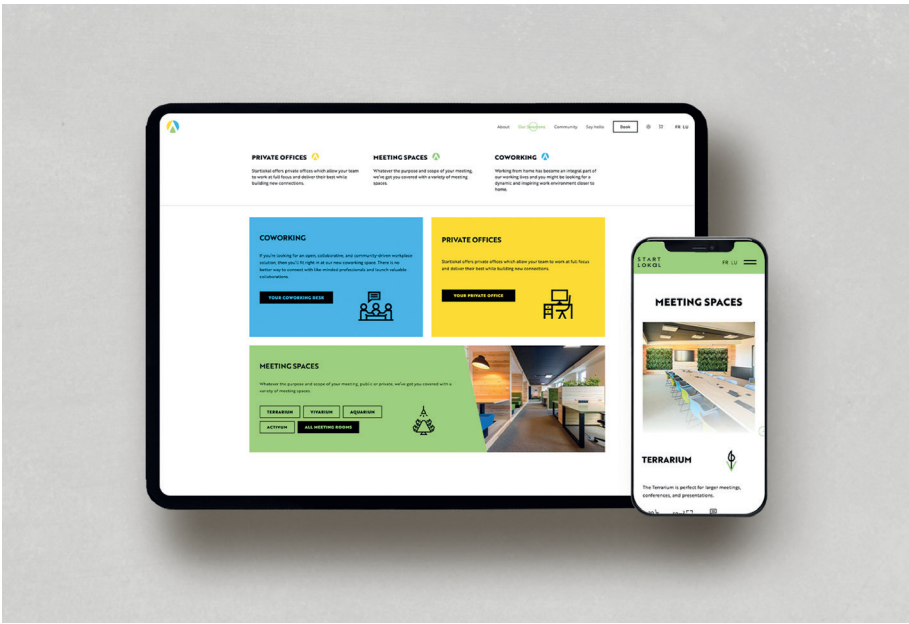 About Our Solutions Community Say hello Book FR LU
PRIVATE OFFICES
Startlokal offers private offices which allow your team
to work at full focus and deliver their best while
building new connections.
MEETING SPACES
Whatever the purpose and scope of your meeting,
we've got you covered with a variety of meeting
spaces.
COWORKING
Working from home has become an integral part of
our working lives and you might be looking for a
dynamic and inspiring work environment closer to
home.
COWORKING
If you're looking for an open, collaborative, and community-driven workplace
solution, then you'll fit right in at our new coworking space. There is no
better way to connect with like minded professionals and launch valuable
collaborations.
YOUR COWORKING DESK
PRIVATE OFFICES
Startlokal offers private offices which allow your team to work at full focus
and deliver their best while building new connections.
YOUR PRIVATE OFFICE
MEETING SPACES
Whatever the purpose and scope of your meeting, public or private, we've got you covered with a
variety of meeting spaces.
TERRARIUM VIVARIUM AQUARIUM
ACTIVUM ALL MEETING ROOMS
START
LOKAL
FR LU
MEETING SPACES
TERRARIUM
The Terrarium is perfect for larger meetings,
conferences, and presentations.